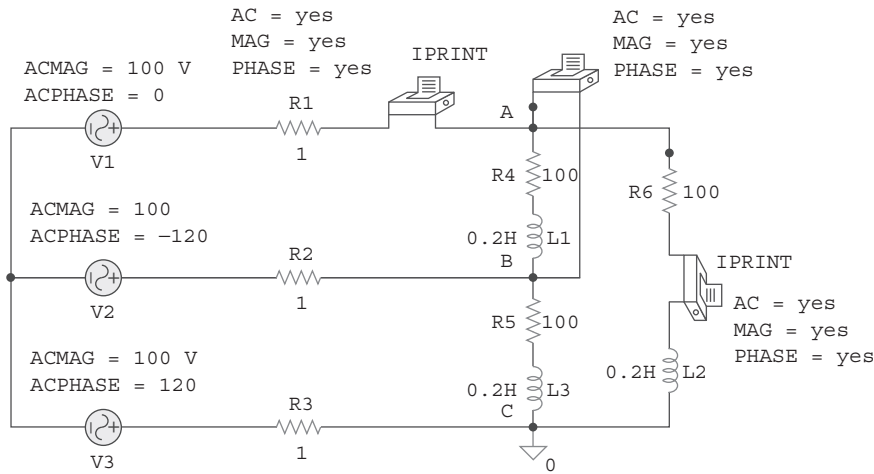 AC = yes
MAG = yes
PHASE = yes
IPRINT
AC = yes
MAG = yes
PHASE = yes
ACMAG = 100 V
ACPHASE = 0
V1
R1
1
A
R4
100
0.2H
L1
R6
100
ACMAG = 100
ACPHASE = −120
V2
R2
1
B
IPRINT
AC = yes
MAG = yes
PHASE = yes
R5
100
0.2H
L3
0.2H
L2
ACMAG = 100 V
ACPHASE = 120
V3
R3
1
C
0